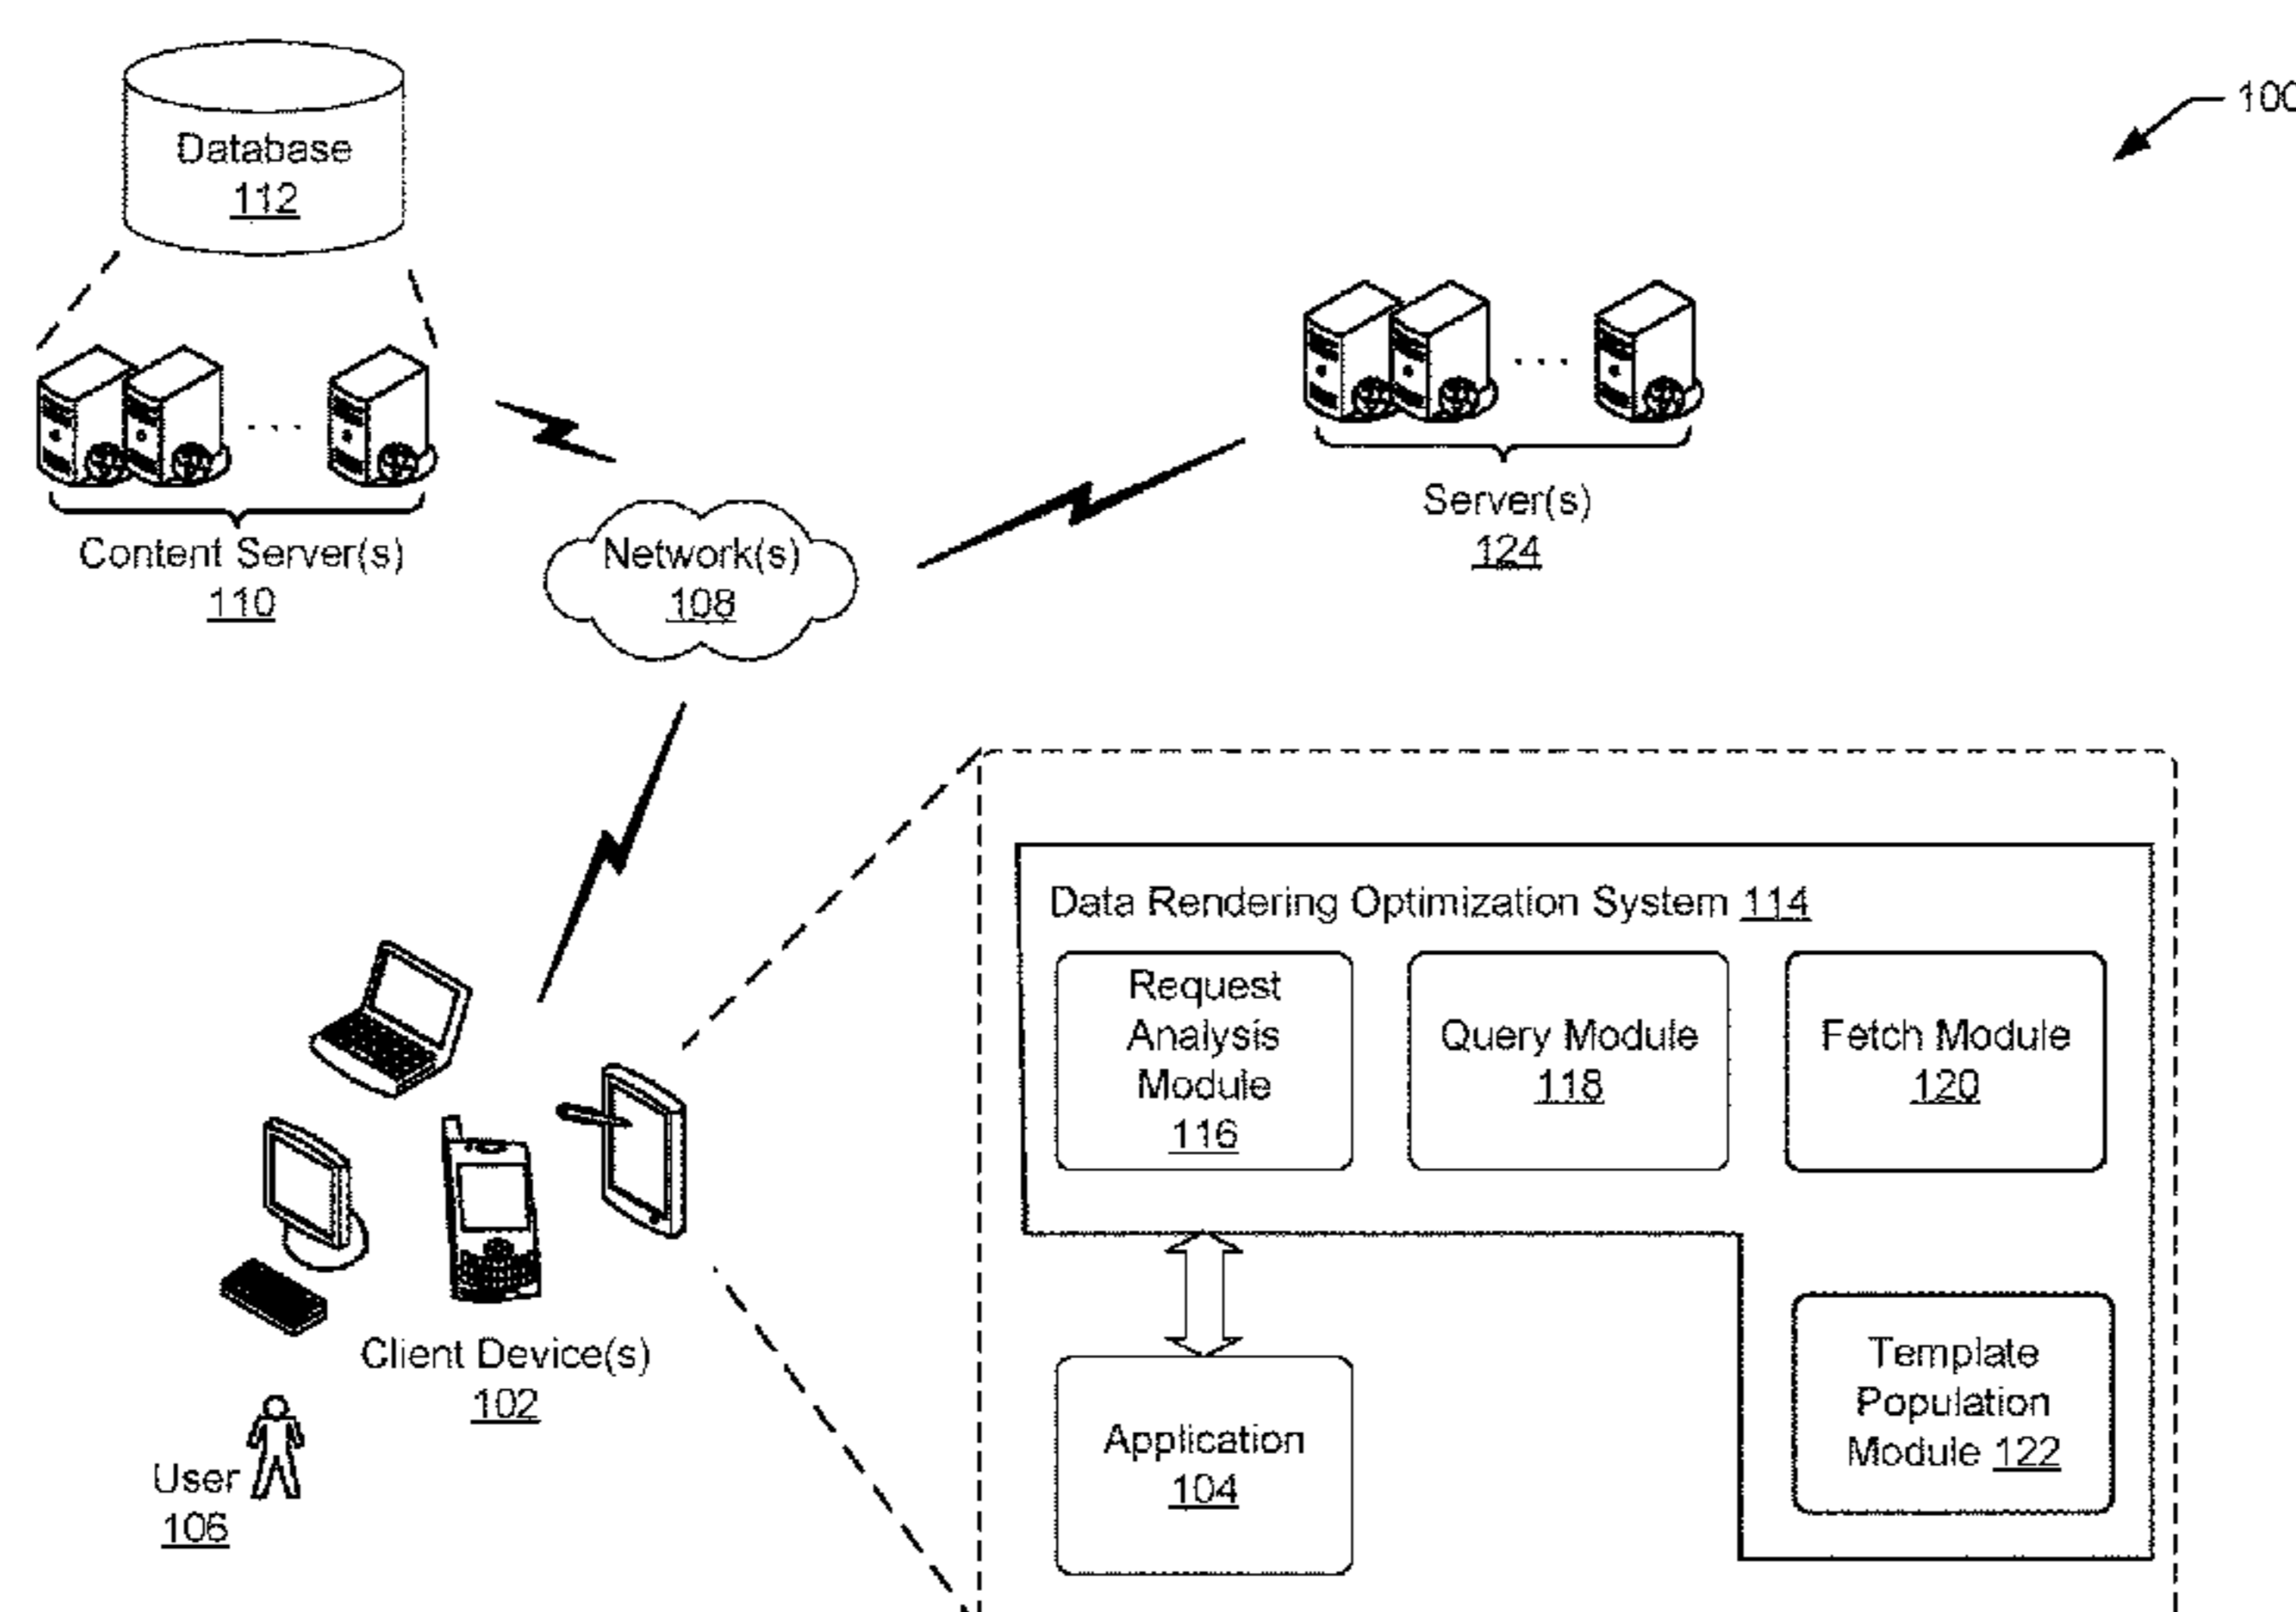 100
Database
112
Content Server(s)
110
Network(s)
108
Server(s)
124
Data Rendering Optimization System 114
Request
Analysis
Module
116
Query Module
118
Fetch Module
120
Template
Population
Module 122
Application
104
Client Device(s)
102
User
106